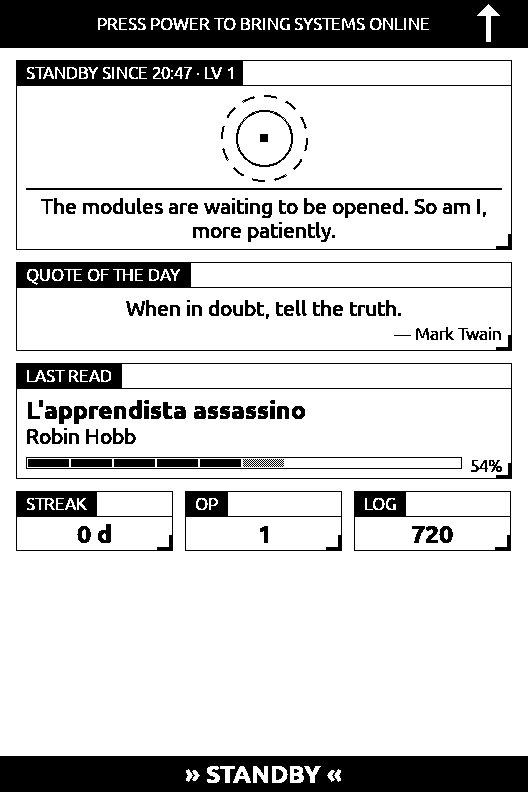 PRESS POWER TO BRING SYSTEMS ONLINE
STANDBY SINCE 20:47 · LV 1
The modules are waiting to be opened. So am I,
more patiently.
QUOTE OF THE DAY
When in doubt, tell the truth.
— Mark Twain
LAST READ
L'apprendista assassino
Robin Hobb
54%
STREAK OP LOG
0 d 1 720
» STANDBY «